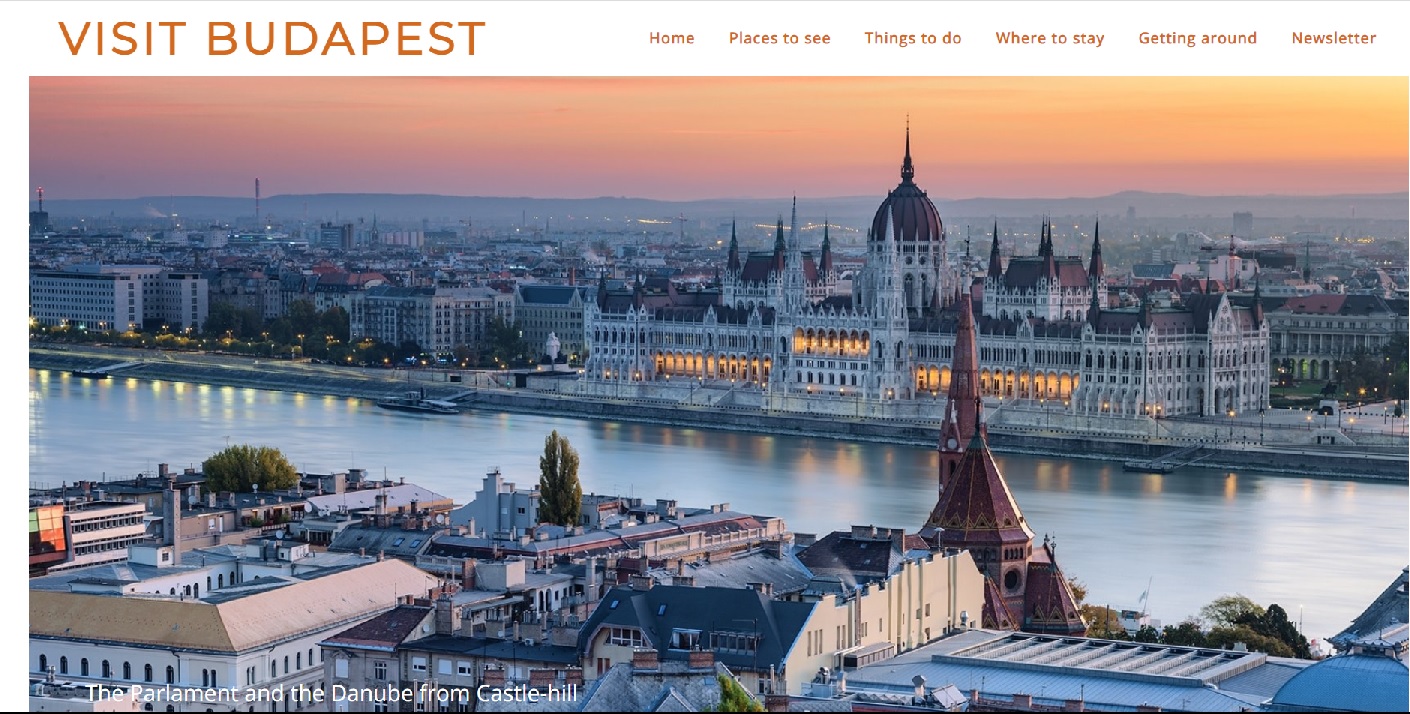 VISIT BUDAPEST
Home Places to see Things to do Where to stay Getting around Newsletter
The Parlament and the Danube from Castle-hill